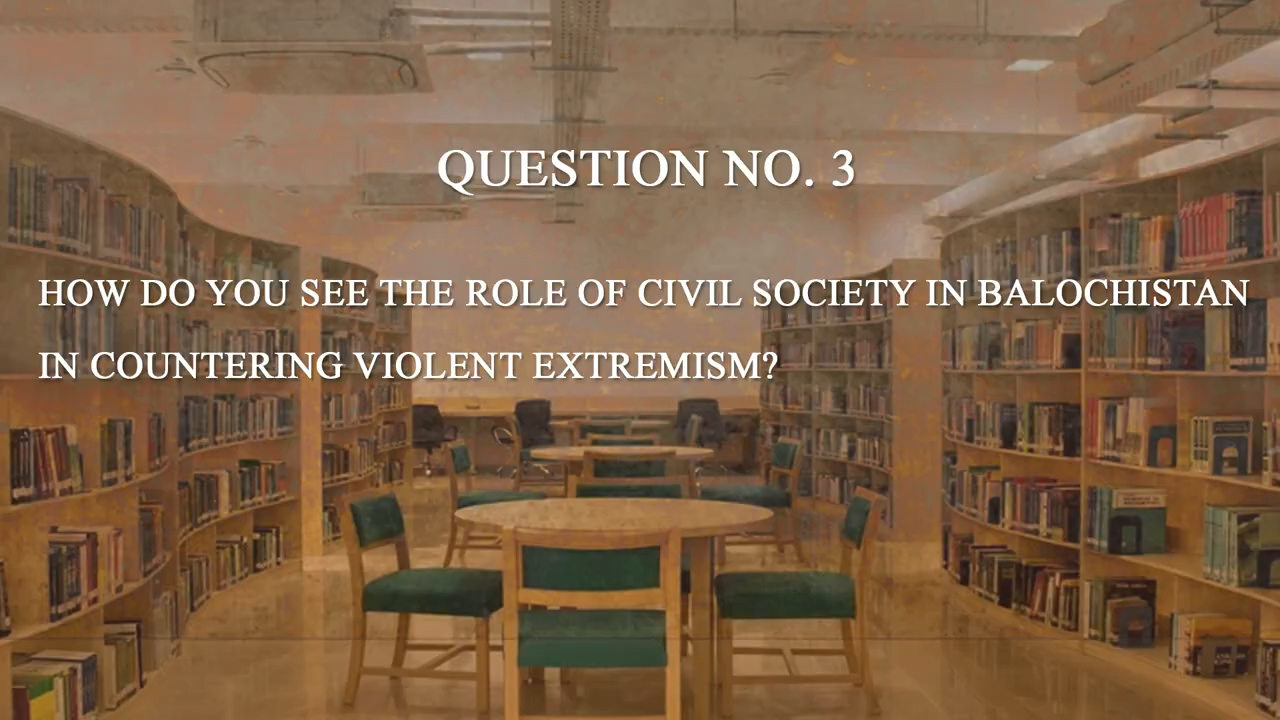 QUESTION NO. 3
HOW DO YOU SEE THE ROLE OF CIVIL SOCIETY IN BALOCHISTAN
IN COUNTERING VIOLENT EXTREMISM?